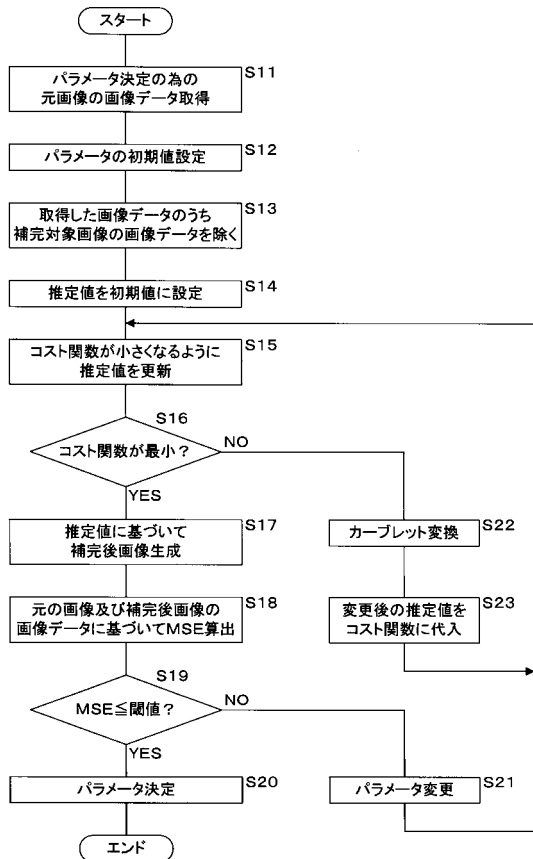 スタート
S11
パラメータ決定の為の
元画像の画像データ取得
S12
パラメータの初期値設定
S13
取得した画像データのうち
補完対象画像の画像データを除く
S14
推定値を初期値に設定
S15
コスト関数が小さくなるように
推定値を更新
S16
コスト関数が最小?
NO
YES
S17
推定値に基づいて
補完後画像生成
S22
カーブレット変換
S18
元の画像及び補完後画像の
画像データに基づいてMSE算出
S23
変更後の推定値を
コスト関数に代入
S19
MSE≦閾値?
NO
YES
S20
パラメータ決定
S21
パラメータ変更
エンド